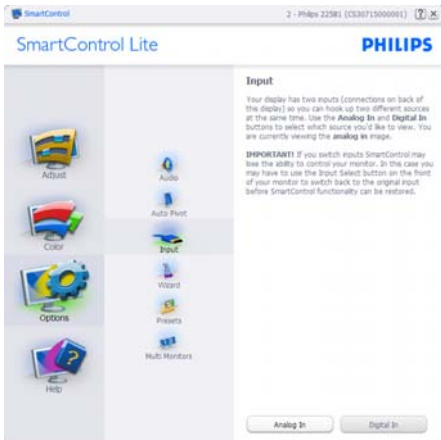 SmartControl
2 - Philips 225B1 (CS30715000001)
SmartControl Lite
PHILIPS
Adjust
Color
Options
Help
Audio
Auto Pivot
Input
Wizard
Presets
Multi Monitors
Input
Your display has two inputs (connections on back of
this display) so you can hook up two different sources
at the same time. Use the Analog In and Digital In
buttons to select which source you'd like to view. You
are currently viewing the analog in image.
IMPORTANT! If you switch inputs SmartControl may
lose the ability to control your monitor. In this case you
may have to use the Input Select button on the front
of your monitor to switch back to the original input
before SmartControl functionality can be restored.
Analog In
Digital In